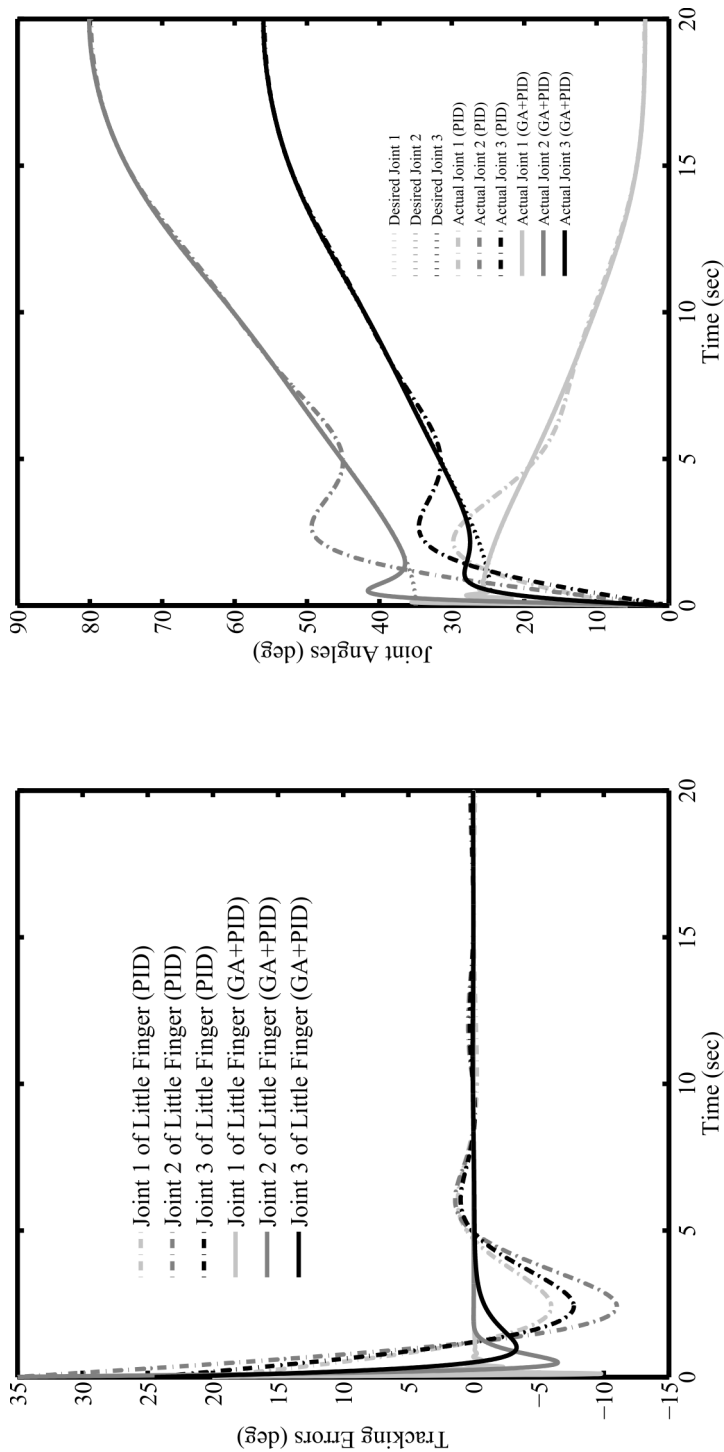 35
30
25
20
15
10
5
0
−5
−10
−15
Tracking Errors (deg)
0
5
10
15
20
Time (sec)
Joint 1 of Little Finger (PID)
Joint 2 of Little Finger (PID)
Joint 3 of Little Finger (PID)
Joint 1 of Little Finger (GA+PID)
Joint 2 of Little Finger (GA+PID)
Joint 3 of Little Finger (GA+PID)
90
80
70
60
50
40
30
20
10
0
Joint Angles (deg)
0
5
10
15
20
Time (sec)
Desired Joint 1
Desired Joint 2
Desired Joint 3
Actual Joint 1 (PID)
Actual Joint 2 (PID)
Actual Joint 3 (PID)
Actual Joint 1 (GA+PID)
Actual Joint 2 (GA+PID)
Actual Joint 3 (GA+PID)